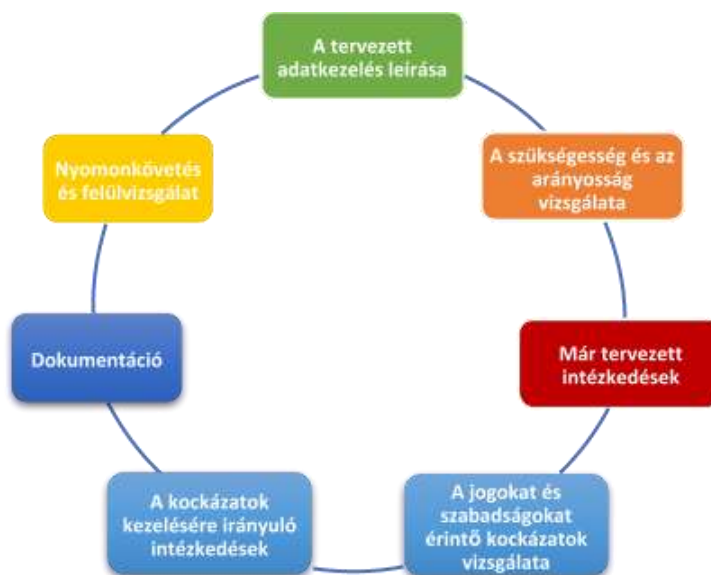 A tervezett
adatkezelés leírása
A szükségesség és az
arányosság
vizsgálata
Már tervezett
intézkedések
A jogokat és
szabadságokat
érintő kockázatok
vizsgálata
A kockázatok
kezelésére irányuló
intézkedések
Dokumentáció
Nyomonkövetés
és felülvizsgálat